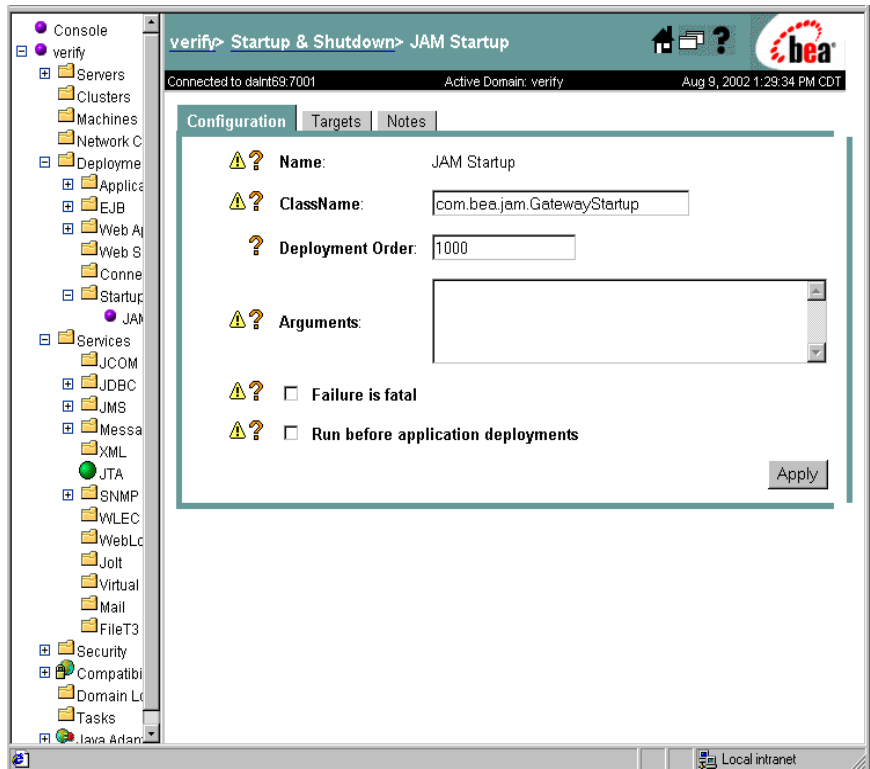 Console
verify
Servers
Clusters
Machines
Network C
Deployme
Applica
EJB
Web Ap
Web S
Conne
Startup
JAM
Services
JCOM
JDBC
JMS
Messa
XML
JTA
SNMP
WLEC
WebLo
Jolt
Virtual
Mail
FileT3
Security
Compatibi
Domain Lo
Tasks
Java Adapt
verify> Startup & Shutdown> JAM Startup
bea
Connected to dalnt69:7001 Active Domain: verify Aug 9, 2002 1:29:34 PM CDT
Configuration Targets Notes
Name: JAM Startup
ClassName: com.bea.jam.GatewayStartup
Deployment Order: 1000
Arguments:
Failure is fatal
Run before application deployments
Apply
Local intranet